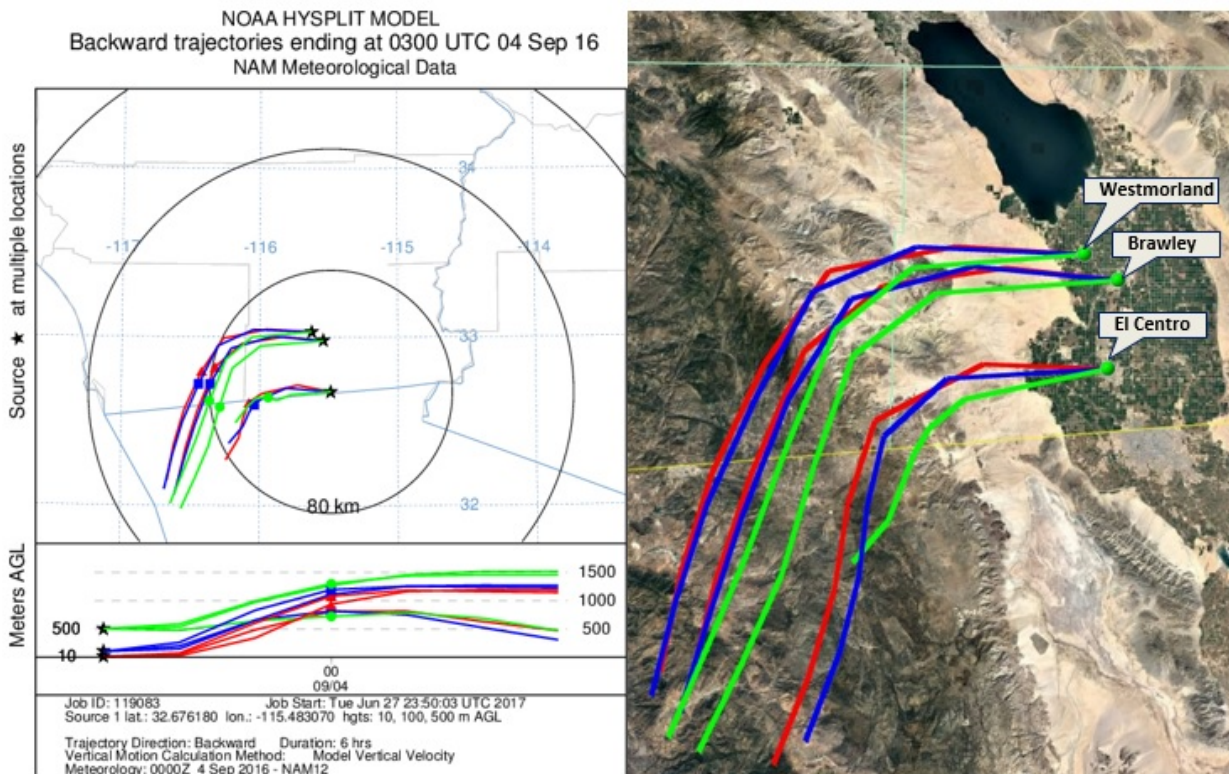 NOAA HYSPLIT MODEL
Backward trajectories ending at 0300 UTC 04 Sep 16
NAM Meteorological Data
Source ★ at multiple locations
34
-117
-116
-115
-114
33
32
80 km
Westmorland
Brawley
El Centro
Meters AGL
1500
1000
500
500
10
00
09/04
Job ID: 119083 Job Start: Tue Jun 27 23:50:03 UTC 2017
Source 1 lat.: 32.676180 lon.: -115.483070 hgts: 10, 100, 500 m AGL
Trajectory Direction: Backward Duration: 6 hrs
Vertical Motion Calculation Method: Model Vertical Velocity
Meteorology: 0000Z 4 Sep 2016 - NAM12